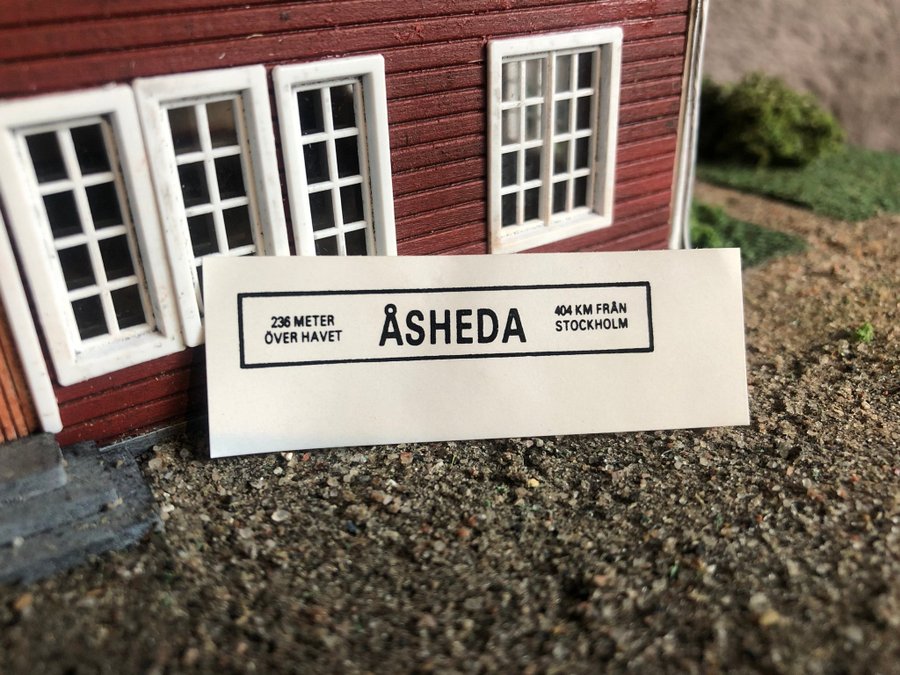 236 METER
ÖVER HAVET
ÅSHEDA
404 KM FRÅN
STOCKHOLM